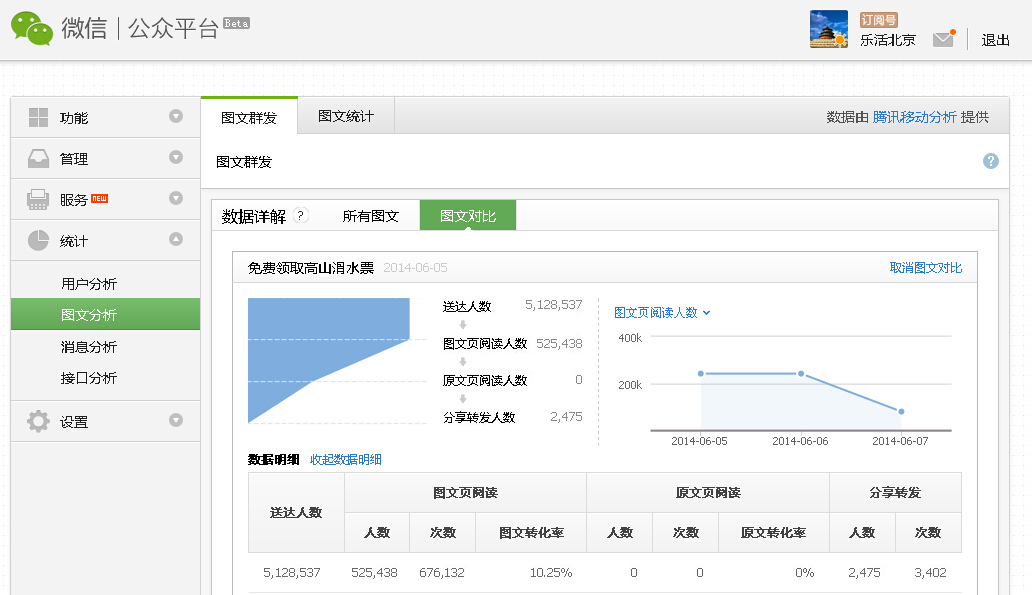 微信 | 公众平台 Beta
订阅号
乐活北京
退出
功能
管理
服务 NEW
统计
用户分析
图文分析
消息分析
接口分析
设置
图文群发 图文统计 数据由 腾讯移动分析 提供
图文群发 ?
数据详解 ? 所有图文 图文对比
免费领取高山滑水票 2014-06-05 取消图文对比
送达人数 5,128,537
图文页阅读人数 525,438
原文页阅读人数 0
分享转发人数 2,475
图文页阅读人数
400k
200k
2014-06-05 2014-06-06 2014-06-07
数据明细 收起数据明细
送达人数 图文页阅读 原文页阅读 分享转发
人数 次数 图文转化率 人数 次数 原文转化率 人数 次数
5,128,537 525,438 676,132 10.25% 0 0 0% 2,475 3,402